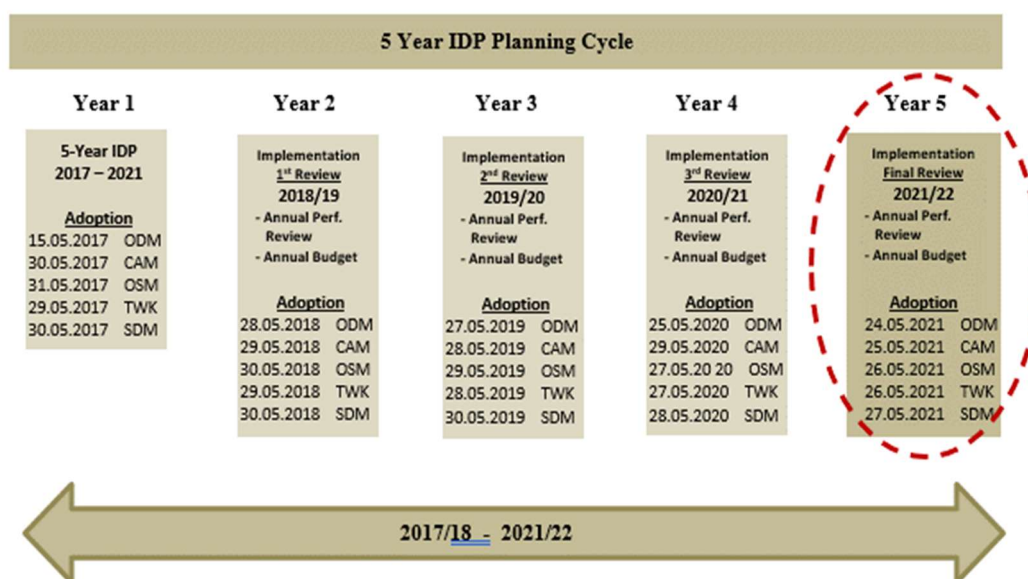 5 Year IDP Planning Cycle
Year 1
5-Year IDP
2017 – 2021
Adoption
15.05.2017 ODM
30.05.2017 CAM
31.05.2017 OSM
29.05.2017 TWK
30.05.2017 SDM
Year 2
Implementation
1st Review
2018/19
- Annual Perf.
Review
- Annual Budget
Adoption
28.05.2018 ODM
29.05.2018 CAM
30.05.2018 OSM
29.05.2018 TWK
30.05.2018 SDM
Year 3
Implementation
2nd Review
2019/20
- Annual Perf.
Review
- Annual Budget
Adoption
27.05.2019 ODM
28.05.2019 CAM
29.05.2019 OSM
28.05.2019 TWK
30.05.2019 SDM
Year 4
Implementation
3rd Review
2020/21
- Annual Perf.
Review
- Annual Budget
Adoption
25.05.2020 ODM
29.05.2020 CAM
27.05.20 20 OSM
27.05.2020 TWK
28.05.2020 SDM
Year 5
Implementation
Final Review
2021/22
- Annual Perf.
Review
- Annual Budget
Adoption
24.05.2021 ODM
25.05.2021 CAM
26.05.2021 OSM
26.05.2021 TWK
27.05.2021 SDM
2017/18 - 2021/22